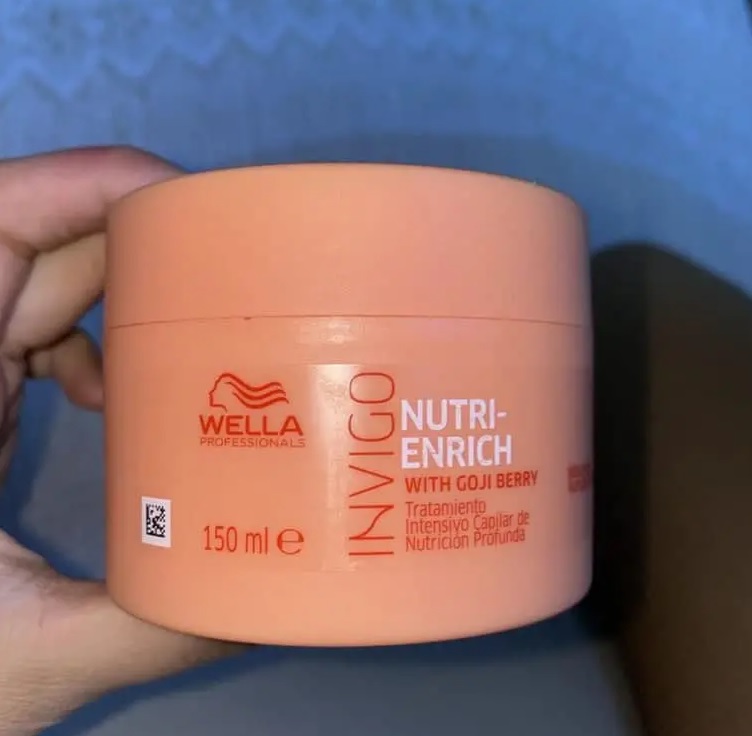 WELLA
PROFESSIONALS
150 ml e
INVIGO
NUTRI-
ENRICH
WITH GOJI BERRY
Tratamiento
Intensivo Capilar de
Nutrición Profunda